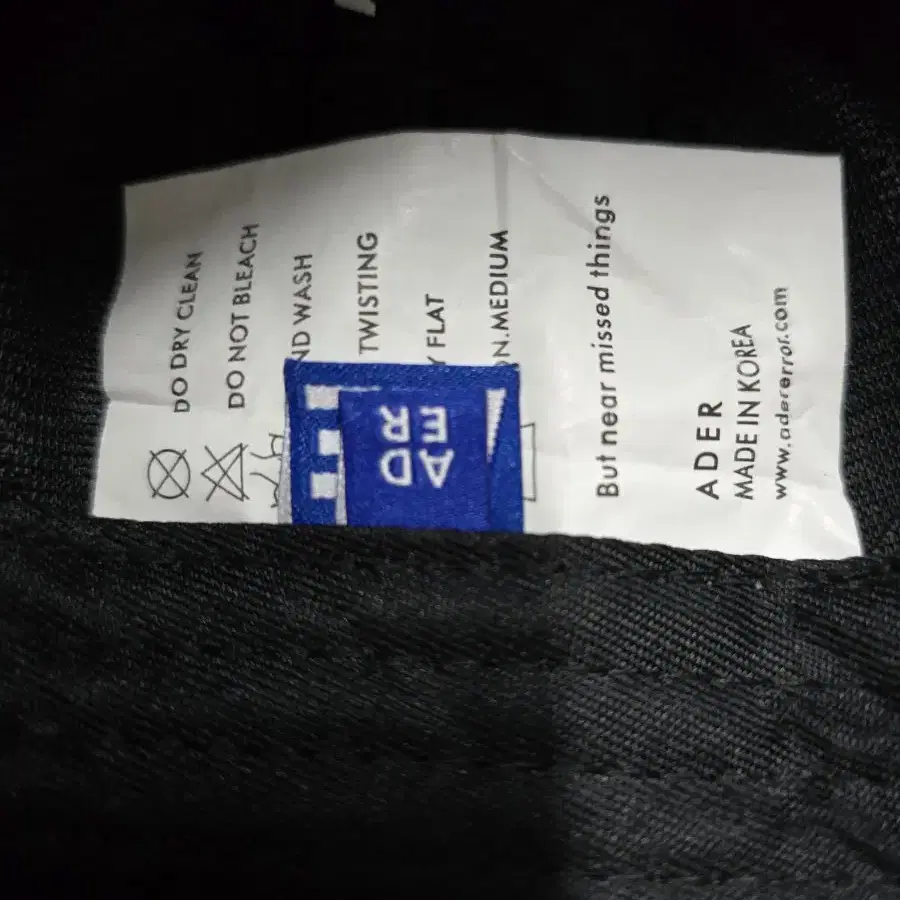 DO DRY CLEAN
DO NOT BLEACH
WASH
TWISTING
FLAT
MEDIUM
But near missed things
ADER
MADE IN KOREA
www.adererror.com
AD
ER